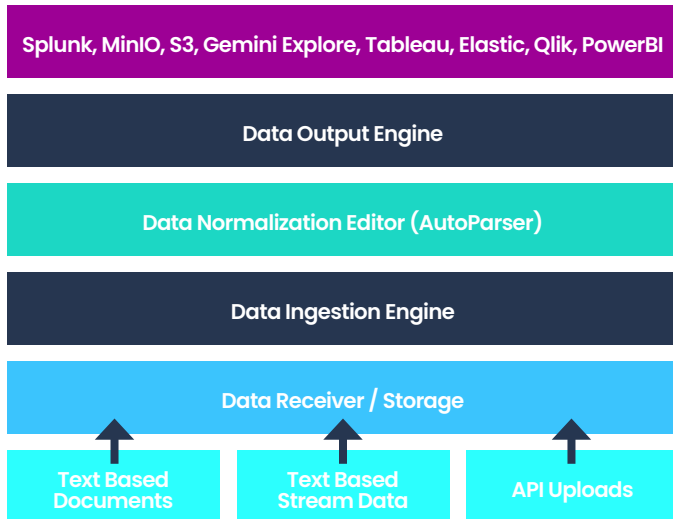 Splunk, MinIO, S3, Gemini Explore, Tableau, Elastic, Qlik, PowerBI
Data Output Engine
Data Normalization Editor (AutoParser)
Data Ingestion Engine
Data Receiver / Storage
Text Based
Documents
Text Based
Stream Data
API Uploads